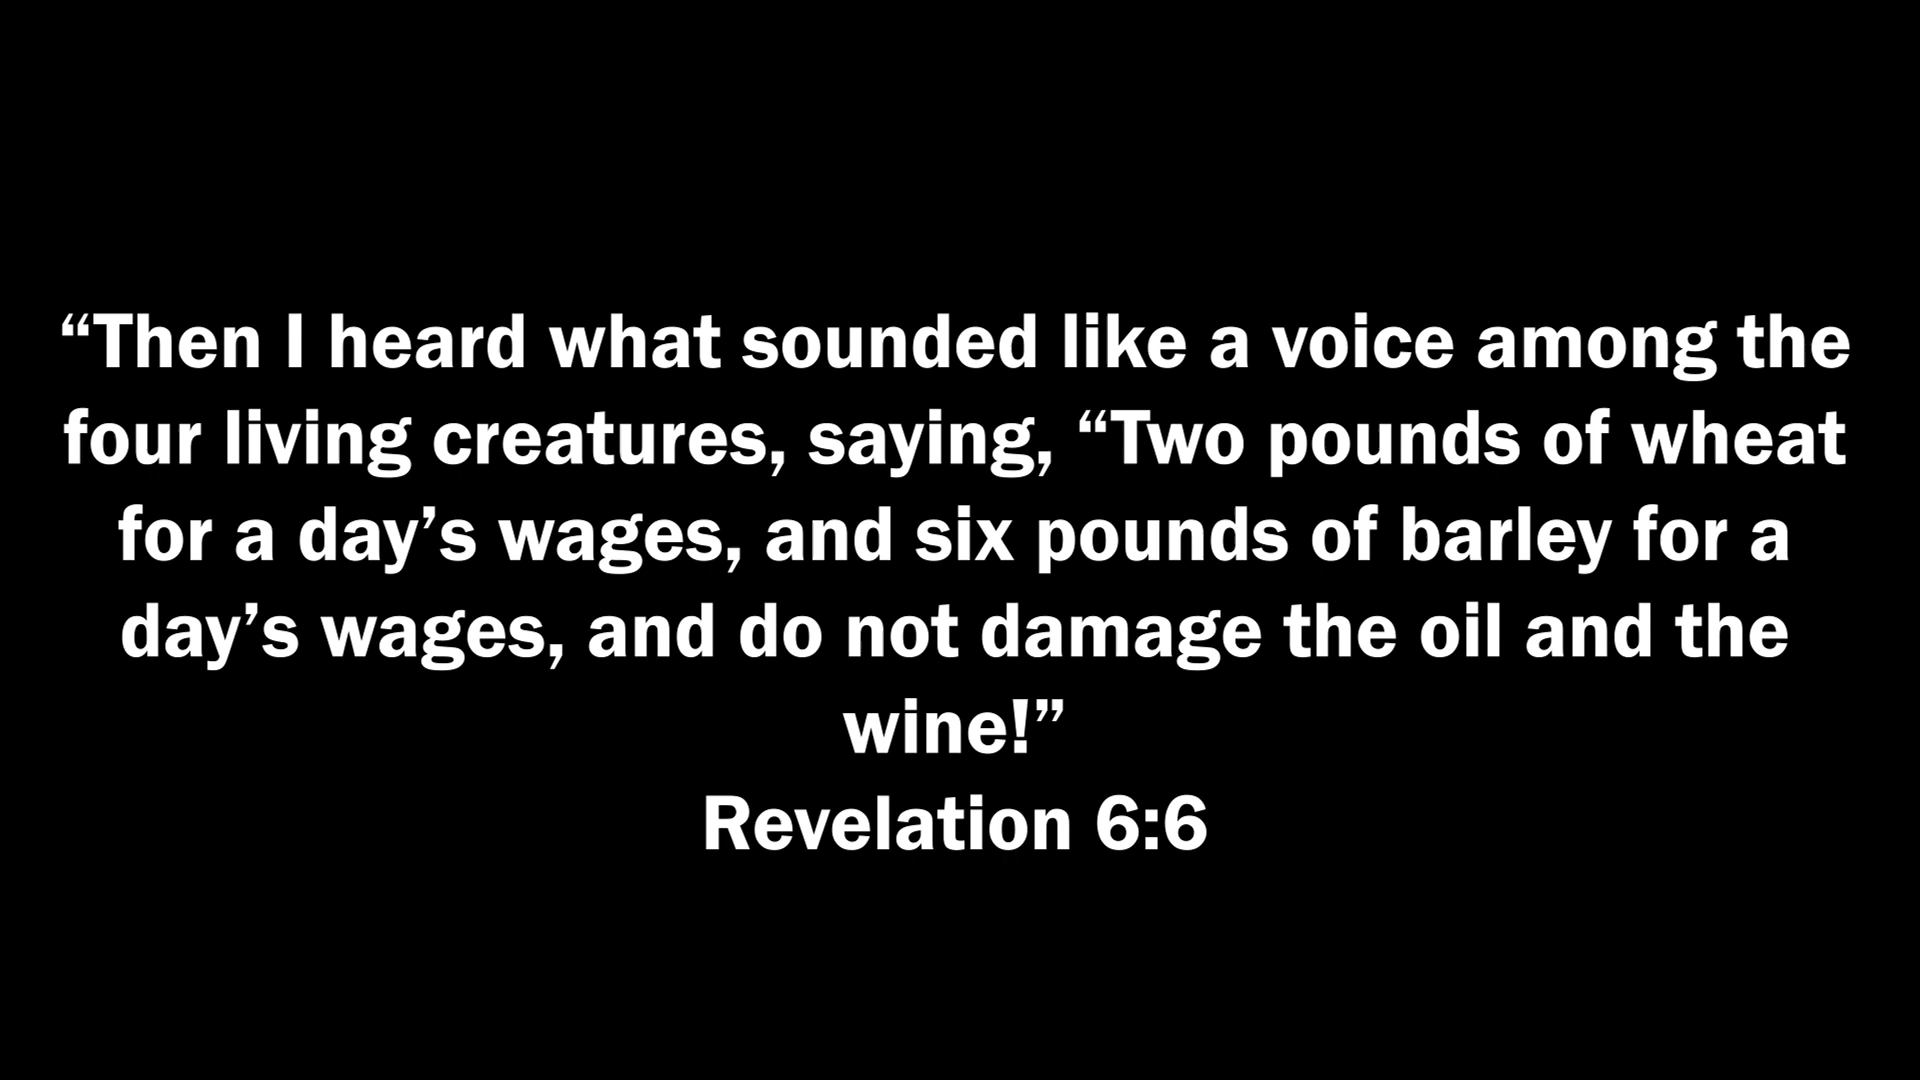 “Then I heard what sounded like a voice among the
four living creatures, saying, “Two pounds of wheat
for a day’s wages, and six pounds of barley for a
day’s wages, and do not damage the oil and the
wine!”
Revelation 6:6